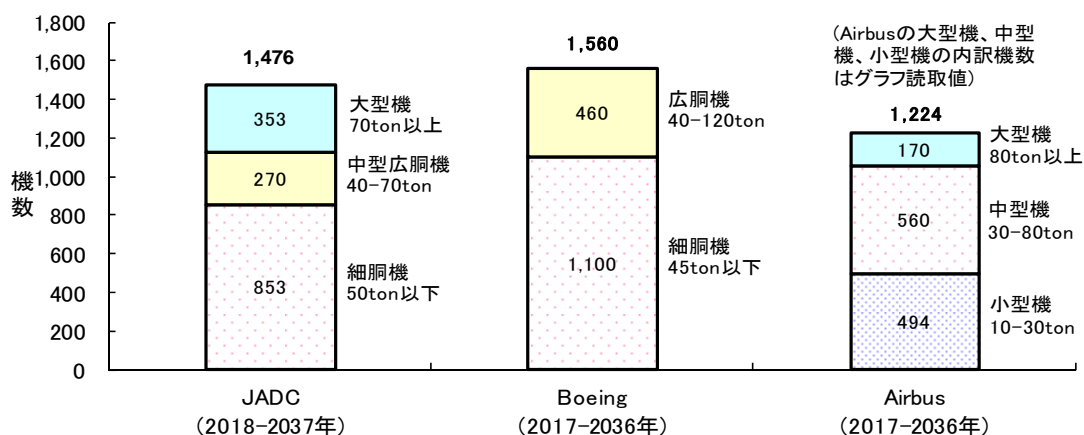 1,800
1,600
1,400
1,200
1,000
800
600
400
200
0
機数
1,476
353
270
853
大型機
70ton以上
中型広胴機
40-70ton
細胴機
50ton以下
1,560
460
1,100
広胴機
40-120ton
細胴機
45ton以下
(Airbusの大型機、中型
機、小型機の内訳機数
はグラフ読取値)
1,224
170
560
494
大型機
80ton以上
中型機
30-80ton
小型機
10-30ton
JADC
(2018-2037年)
Boeing
(2017-2036年)
Airbus
(2017-2036年)